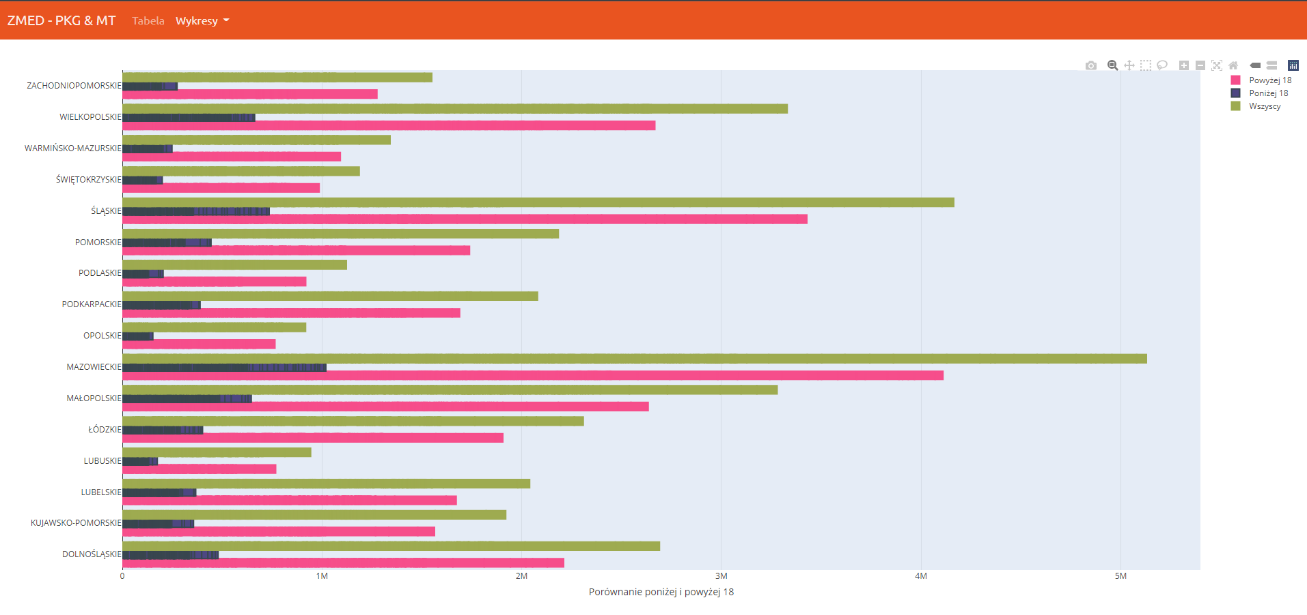 ZMED - PKG & MT Tabela Wykresy
Powyżej 18
Poniżej 18
Wszyscy
ZACHODNIOPOMORSKIE
WIELKOPOLSKIE
WARMIŃSKO-MAZURSKIE
ŚWIĘTOKRZYSKIE
ŚLĄSKIE
POMORSKIE
PODLASKIE
PODKARPACKIE
OPOLSKIE
MAZOWIECKIE
MAŁOPOLSKIE
ŁÓDZKIE
LUBUSKIE
LUBELSKIE
KUJAWSKO-POMORSKIE
DOLNOŚLĄSKIE
0 1M 2M 3M 4M 5M
Porównanie poniżej i powyżej 18